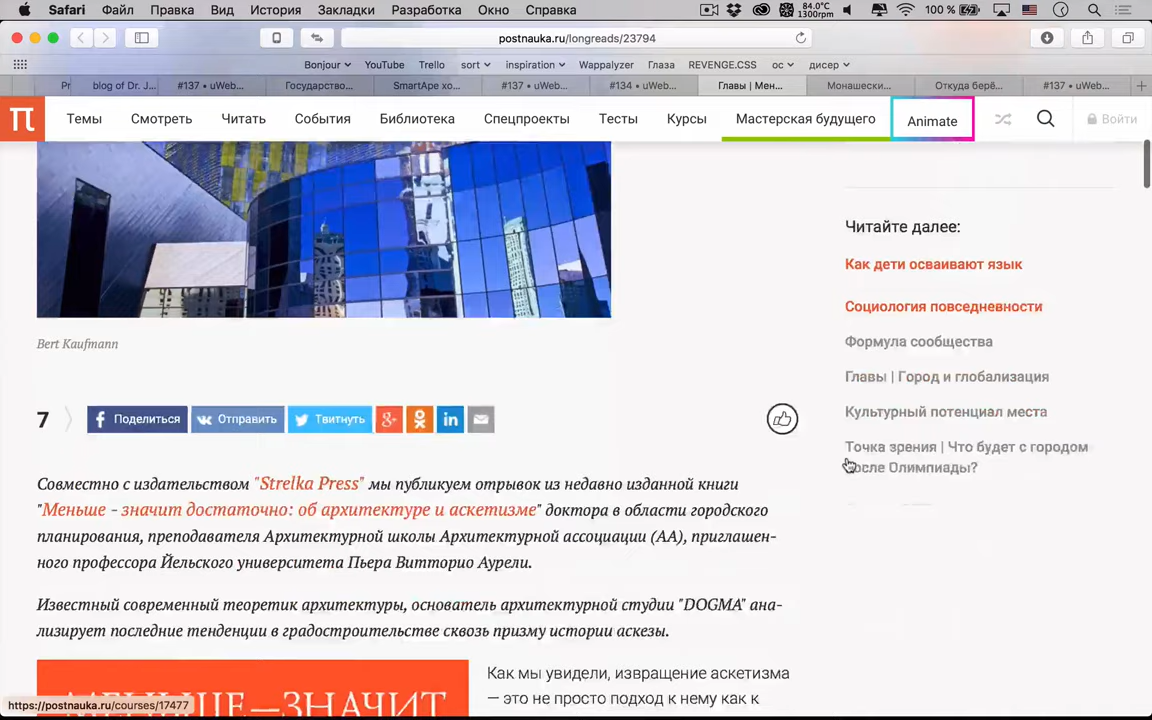 Safari Файл Правка Вид История Закладки Разработка Окно Справка
84.0°C
1300rpm
100 %
postnauka.ru/longreads/23794
Bonjour YouTube Trello sort inspiration Wappalyzer Глаза REVENGE.CSS ос дисер
Pr blog of Dr. J... #137 • uWeb... Государство... SmartApe хо... #137 • uWeb... #134 • uWeb... Главы | Мен... Монашески... Откуда берё... #137 • uWeb...
π Темы Смотреть Читать События Библиотека Спецпроекты Тесты Курсы Мастерская будущего Animate Войти
Bert Kaufmann
7 Поделиться Отправить Твитнуть
Совместно с издательством "Strelka Press" мы публикуем отрывок из недавно изданной книги
"Меньше - значит достаточно: об архитектуре и аскетизме" доктора в области городского
планирования, преподавателя Архитектурной школы Архитектурной ассоциации (АА), приглашен-
ного профессора Йельского университета Пьера Витторио Аурели.
Известный современный теоретик архитектуры, основатель архитектурной студии "DOGMA" ана-
лизирует последние тенденции в градостроительстве сквозь призму истории аскезы.
МЕНЬШЕ—ЗНАЧИТ
Как мы увидели, извращение аскетизма
— это не просто подход к нему как к
Читайте далее:
Как дети осваивают язык
Социология повседневности
Формула сообщества
Главы | Город и глобализация
Культурный потенциал места
Точка зрения | Что будет с городом
после Олимпиады?
https://postnauka.ru/courses/17477